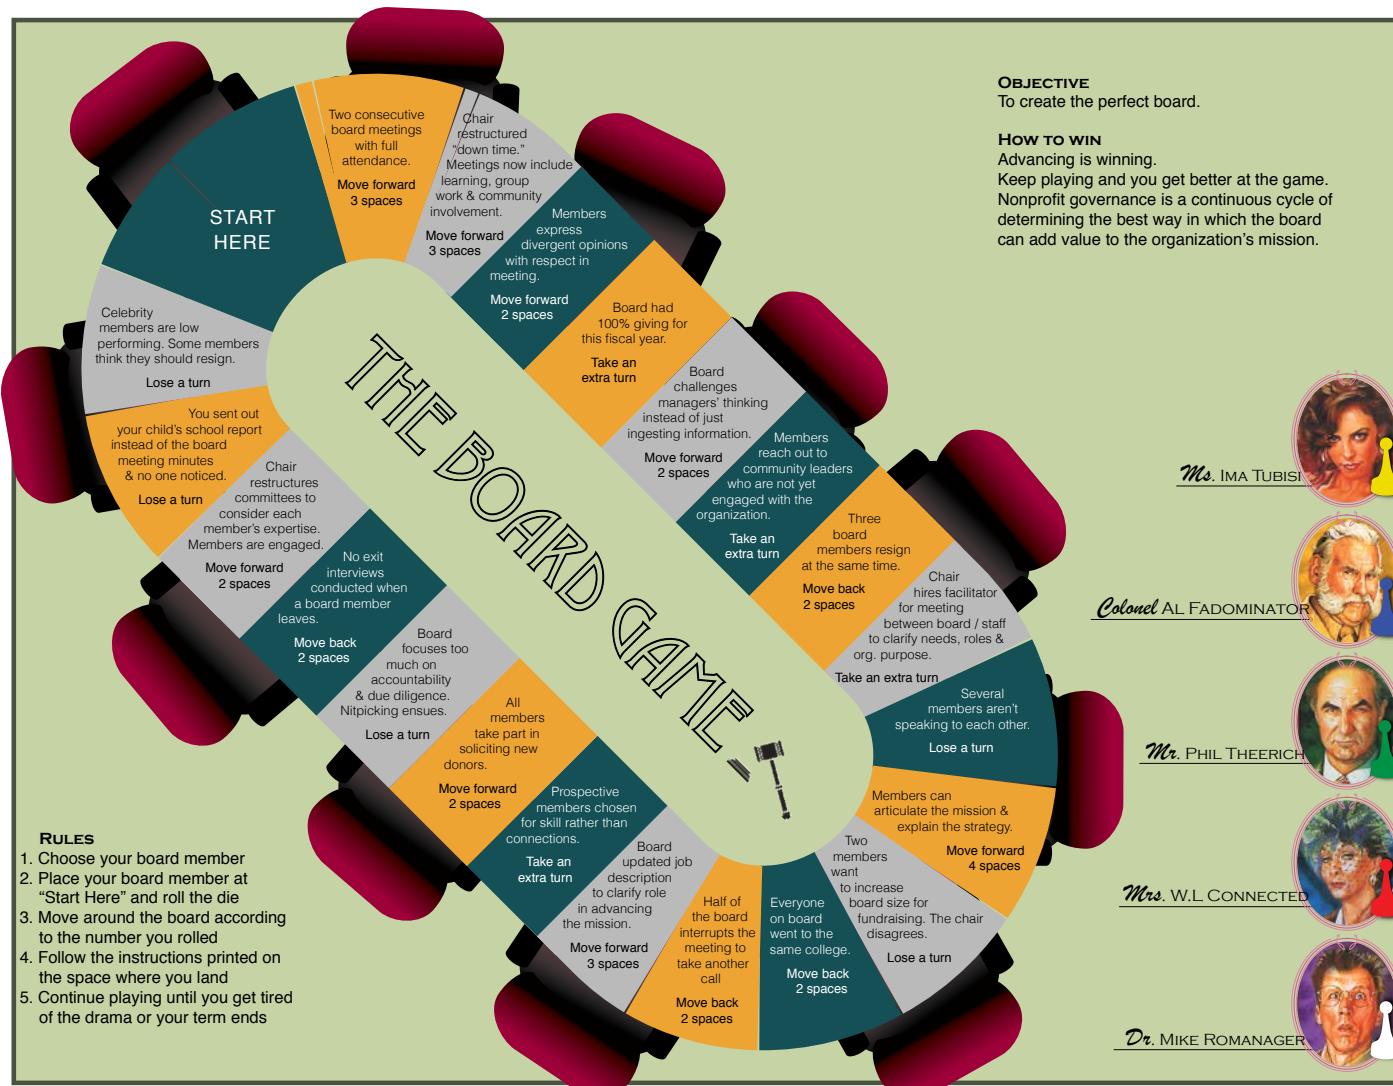 OBJECTIVE
To create the perfect board.
HOW TO WIN
Advancing is winning.
Keep playing and you get better at the game.
Nonprofit governance is a continuous cycle of
determining the best way in which the board
can add value to the organization's mission.
START
HERE
Two consecutive
board meetings
with full
attendance.
Move forward
3 spaces
Chair
restructured
“down time.”
Meetings now include
learning, group
work & community
involvement.
Move forward
3 spaces
Members
express
divergent opinions
with respect in
meeting.
Move forward
2 spaces
Board had
100% giving for
this fiscal year.
Take an
extra turn
Board
challenges
managers’ thinking
instead of just
ingesting information.
Move forward
2 spaces
Members
reach out to
community leaders
who are not yet
engaged with the
organization.
Take an
extra turn
Three
board
members resign
at the same time.
Move back
2 spaces
Chair
hires facilitator
for meeting
between board / staff
to clarify needs, roles &
org. purpose.
Take an extra turn
Several
members aren’t
speaking to each other.
Lose a turn
Members can
articulate the mission &
explain the strategy.
Move forward
4 spaces
Two
members
want
to increase
board size for
fundraising. The chair
disagrees.
Lose a turn
Everyone
on board
went to the
same college.
Move back
2 spaces
Half of
the board
interrupts the
meeting to
take another
call
Move back
2 spaces
Board
updated job
description
to clarify role
in advancing
the mission.
Move forward
3 spaces
Prospective
members chosen
for skill rather than
connections.
Take an
extra turn
All
members
take part in
soliciting new
donors.
Move forward
2 spaces
Board
focuses too
much on
accountability
& due diligence.
Nitpicking ensues.
Lose a turn
No exit
interviews
conducted when
a board member
leaves.
Move back
2 spaces
Chair
restructures
committees to
consider each
member’s expertise.
Members are engaged.
Move forward
2 spaces
You sent out
your child’s school report
instead of the board
meeting minutes
& no one noticed.
Lose a turn
Celebrity
members are low
performing. Some members
think they should resign.
Lose a turn
THE BOARD GAME
Ms. IMA TUBISI
Colonel AL FADOMINATOR
Mr. PHIL THEERICH
Mrs. W.L CONNECTED
Dr. MIKE ROMANAGER
RULES
1. Choose your board member
2. Place your board member at
“Start Here” and roll the die
3. Move around the board according
to the number you rolled
4. Follow the instructions printed on
the space where you land
5. Continue playing until you get tired
of the drama or your term ends